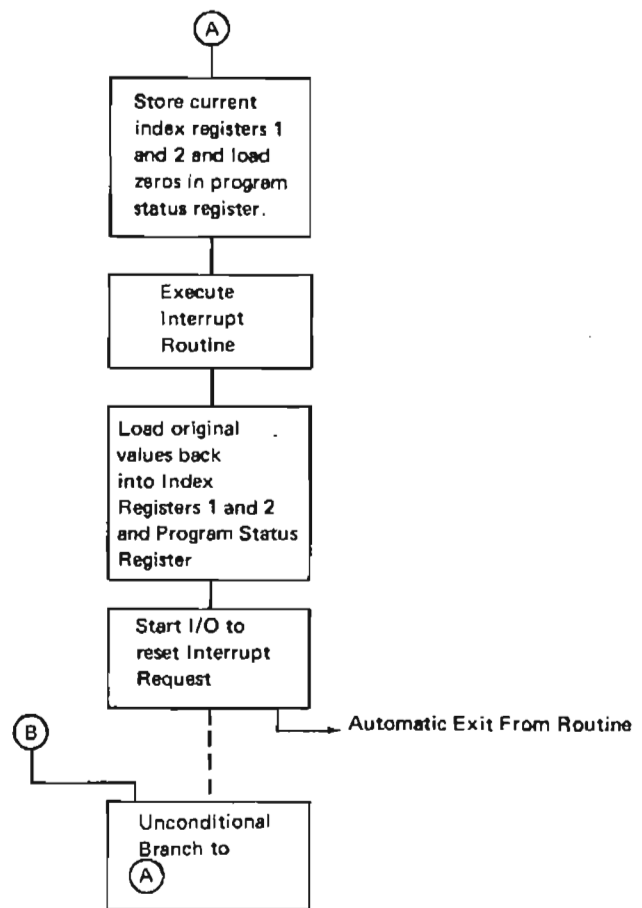 A
Store current
index registers 1
and 2 and load
zeros in program
status register.
Execute
Interrupt
Routine
Load original
values back
into Index
Registers 1 and 2
and Program Status
Register
Start I/O to
reset Interrupt
Request
Automatic Exit From Routine
B
Unconditional
Branch to
A